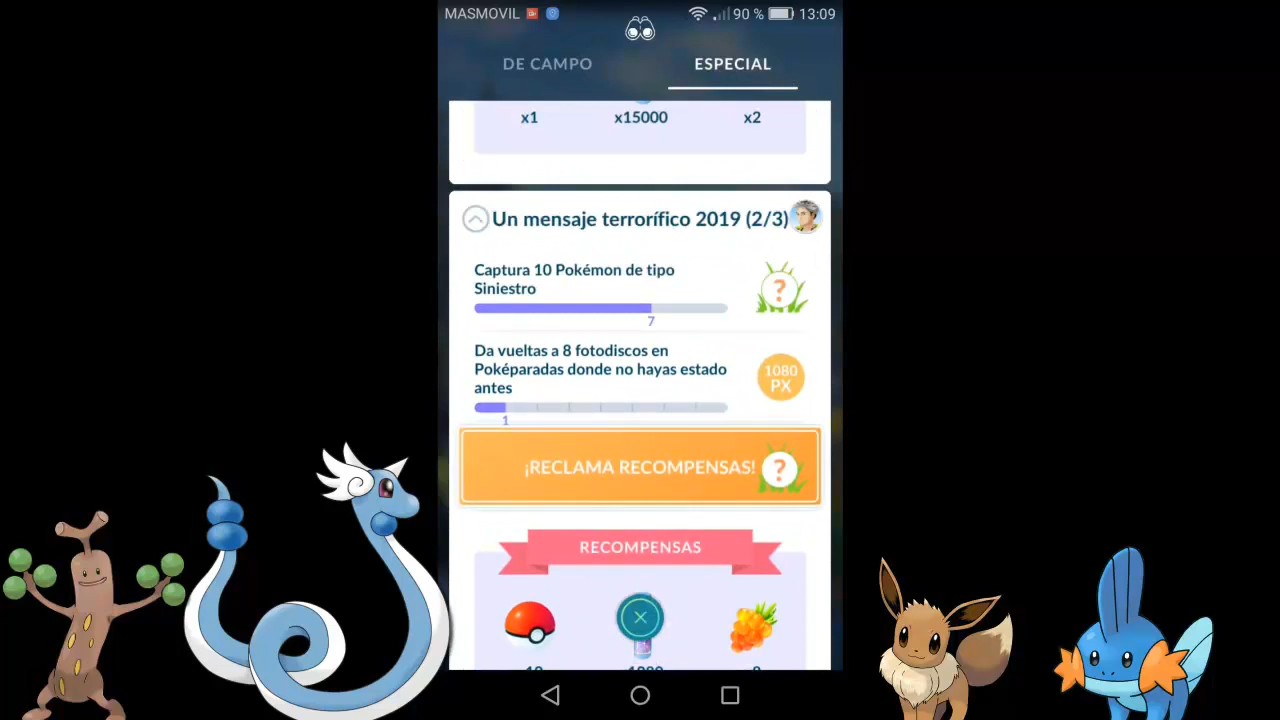 MASMOVIL 90 % 13:09
DE CAMPO ESPECIAL
x1 x15000 x2
Un mensaje terrorífico 2019 (2/3)
Captura 10 Pokémon de tipo
Siniestro
?
7
Da vueltas a 8 fotodiscos en
Poképaradas donde no hayas estado
antes
1080
PX
1
¡RECLAMA RECOMPENSAS! ?
RECOMPENSAS